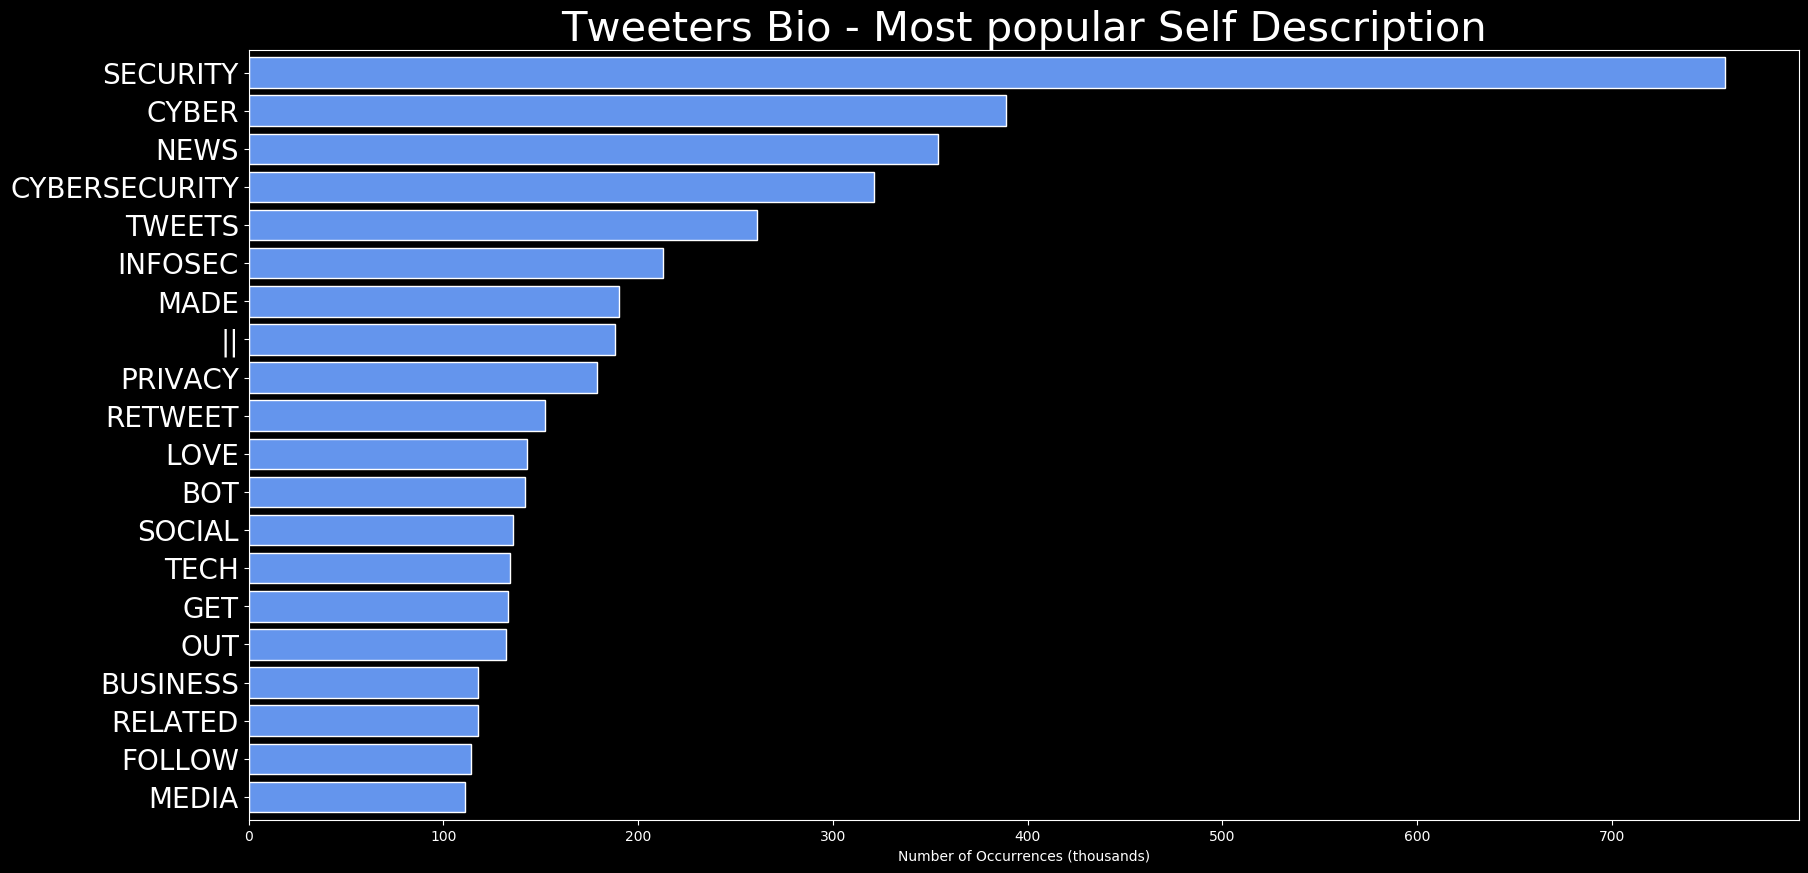 Tweeters Bio - Most popular Self Description
SECURITY
CYBER
NEWS
CYBERSECURITY
TWEETS
INFOSEC
MADE
||
PRIVACY
RETWEET
LOVE
BOT
SOCIAL
TECH
GET
OUT
BUSINESS
RELATED
FOLLOW
MEDIA
0 100 200 300 400 500 600 700
Number of Occurrences (thousands)